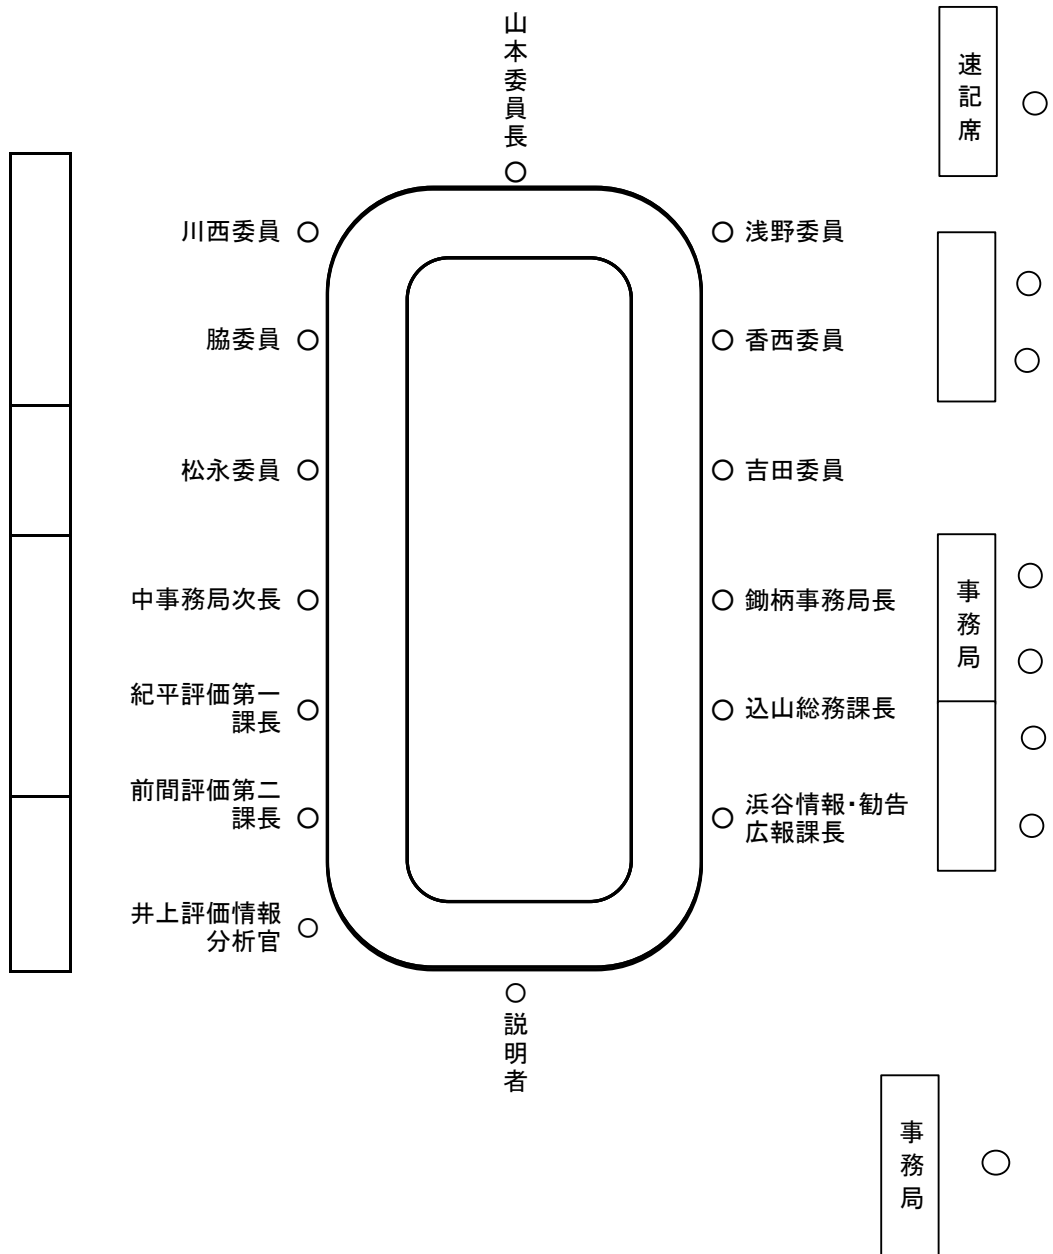 山本委員長
速記席
川西委員
浅野委員
脇委員
香西委員
松永委員
吉田委員
中事務局次長
鋤柄事務局長
事務局
紀平評価第一
課長
込山総務課長
前間評価第二
課長
浜谷情報・勧告
広報課長
井上評価情報
分析官
説明者
事務局